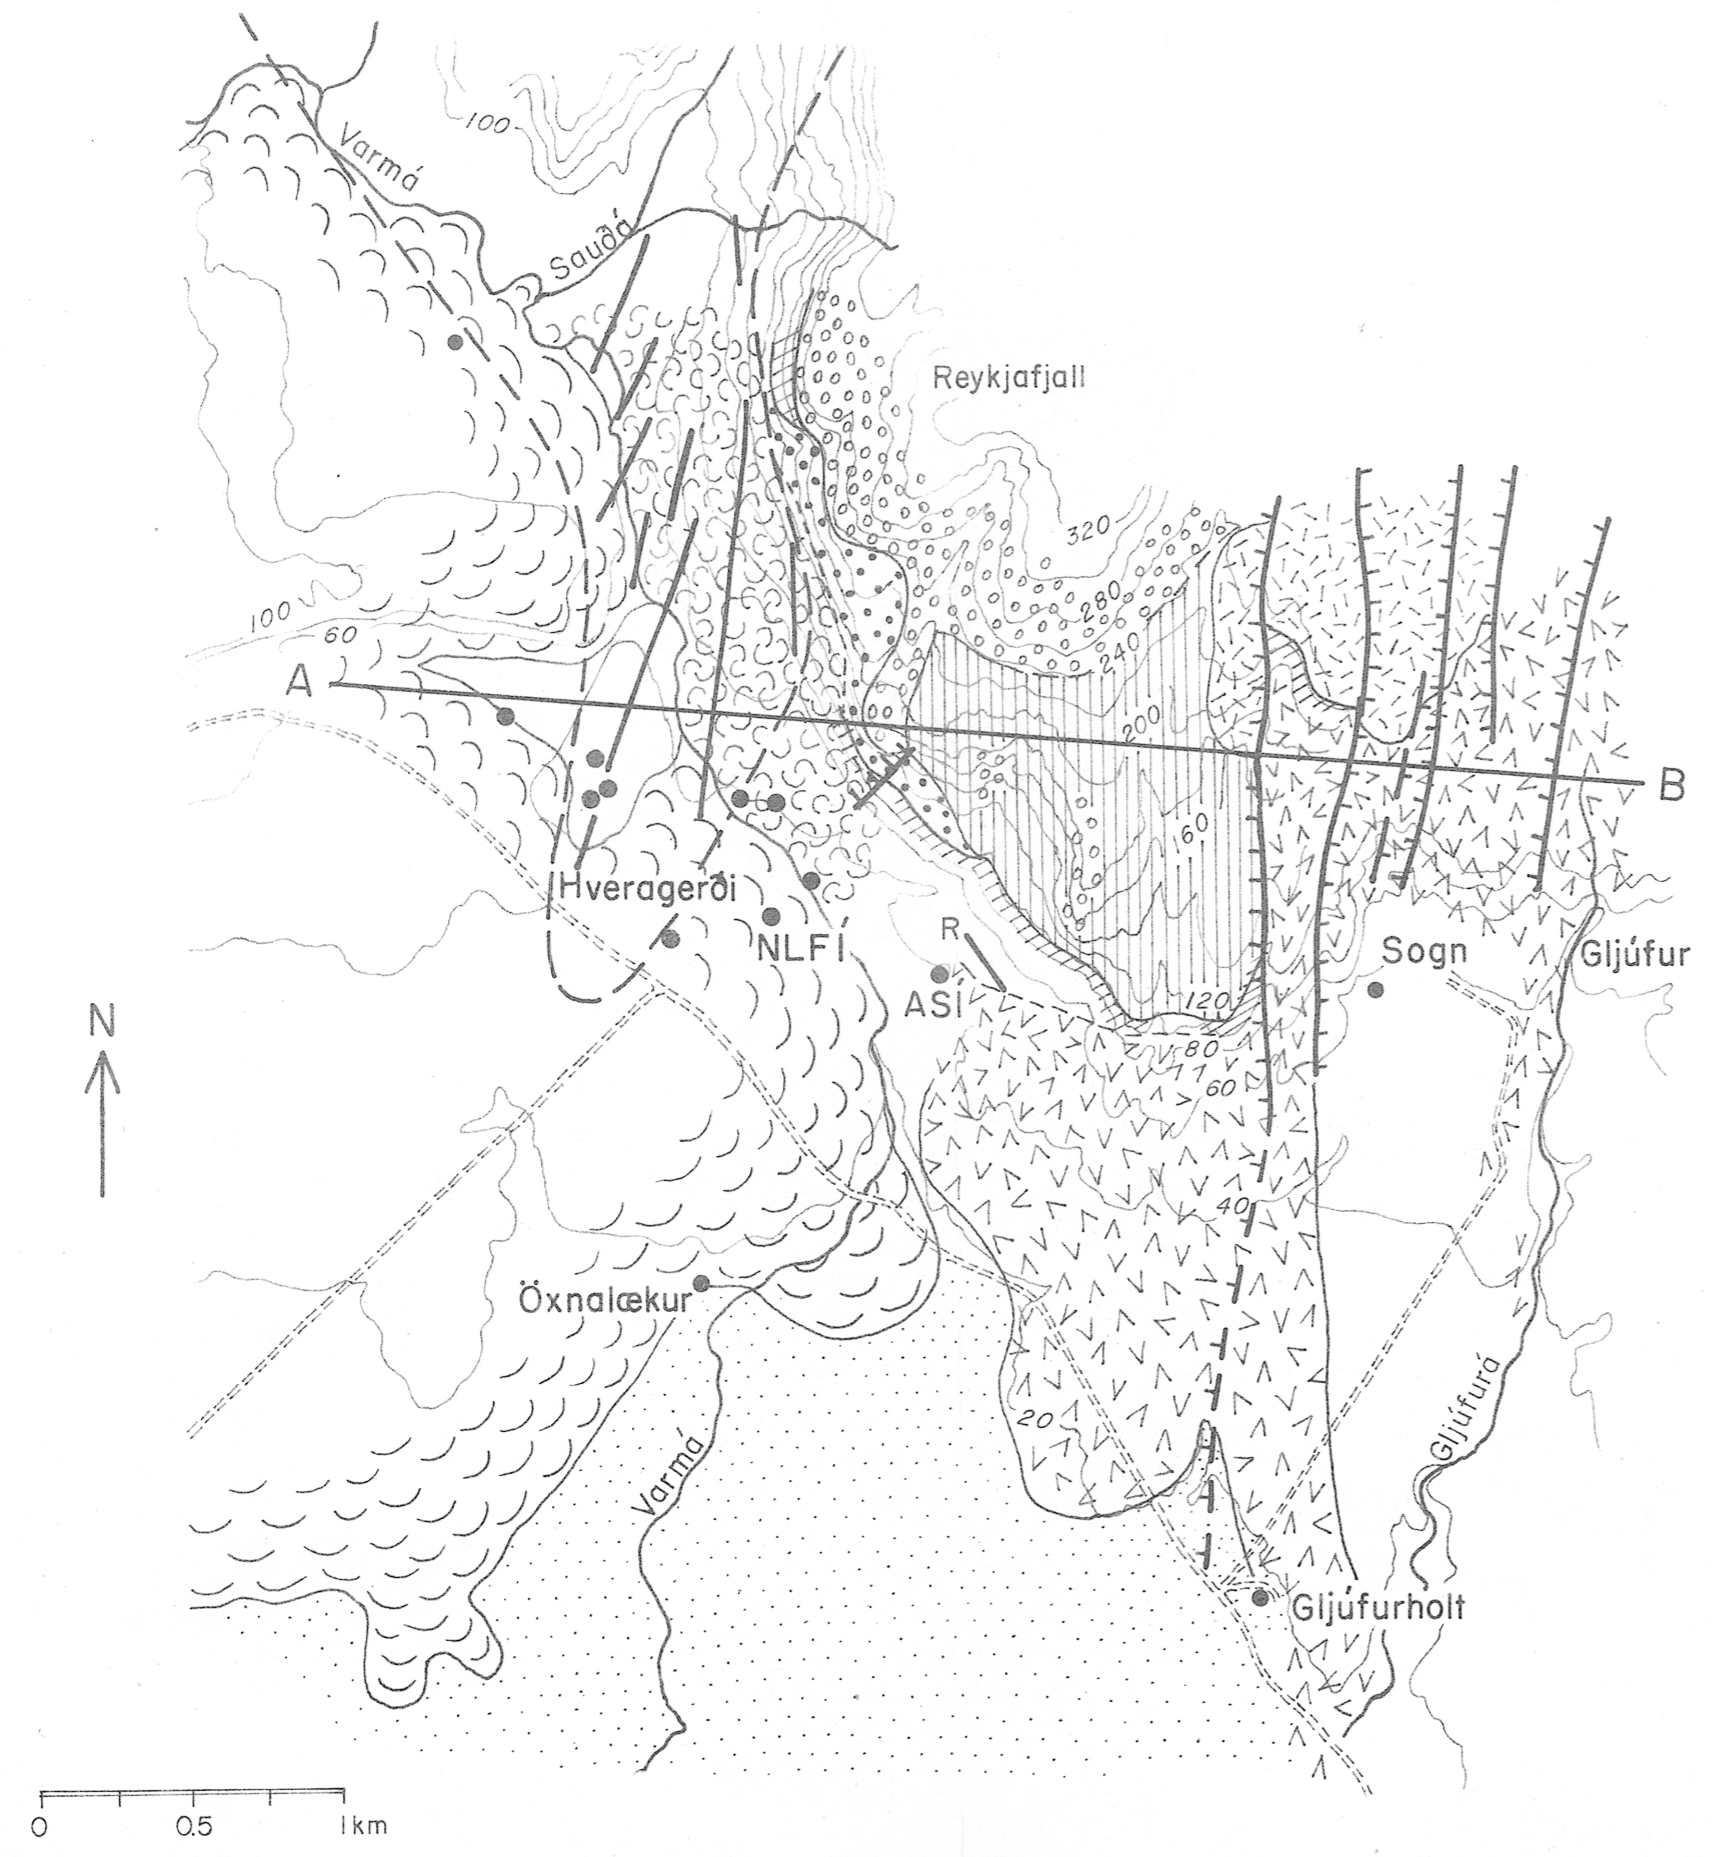 100
Varmá
Sauðá
Reykjafjall
320
280
100
60
240
A
200
B
160
Hveragerði
R
NLFÍ
Sogn
Gljúfur
ASÍ
120
N
80
60
40
Öxnalækur
20
Gljúfurá
Varmá
Gljúfurholt
0
0.5
1km